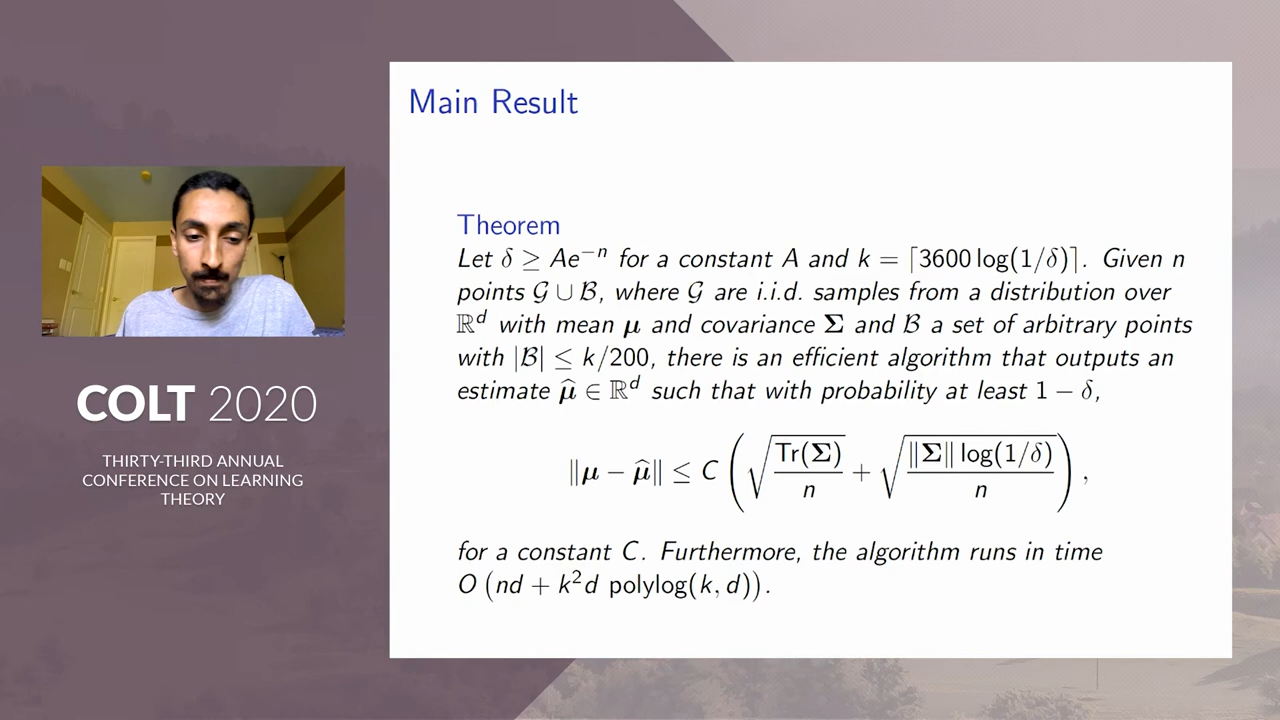 Main Result
Theorem
Let δ ≥ Ae⁻ⁿ for a constant A and k = ⌈3600 log(1/δ)⌉. Given n
points 𝒢 ∪ ℬ, where 𝒢 are i.i.d. samples from a distribution over
ℝᵈ with mean μ and covariance Σ and ℬ a set of arbitrary points
with |ℬ| ≤ k/200, there is an efficient algorithm that outputs an
estimate μ̂ ∈ ℝᵈ such that with probability at least 1 − δ,
‖μ − μ̂‖ ≤ C (√(Tr(Σ)/n) + √(‖Σ‖ log(1/δ)/n)),
for a constant C. Furthermore, the algorithm runs in time
O (nd + k²d polylog(k, d)).
COLT 2020
THIRTY-THIRD ANNUAL
CONFERENCE ON LEARNING
THEORY